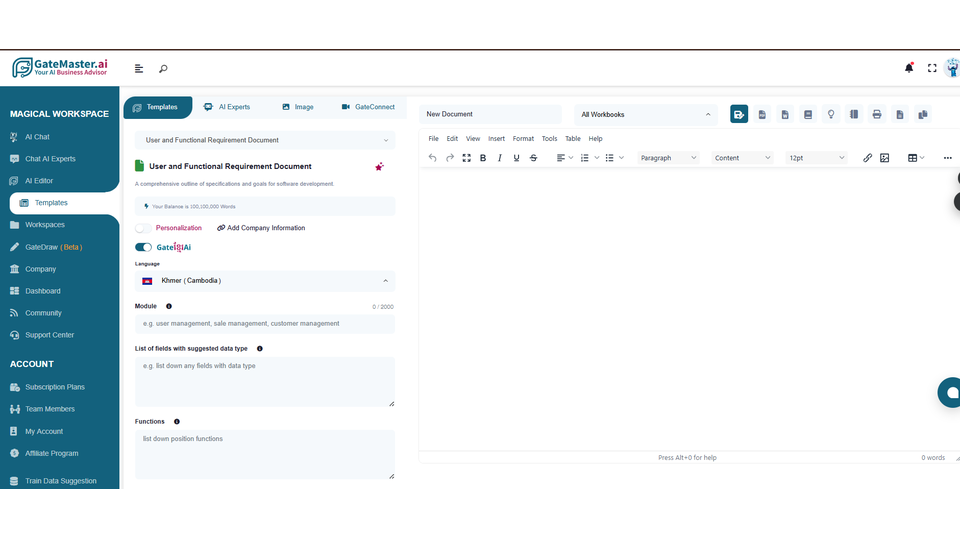 GateMaster.ai
Your AI Business Advisor
MAGICAL WORKSPACE
AI Chat
Chat AI Experts
AI Editor
Templates
Workspaces
GateDraw ( Beta )
Company
Dashboard
Community
Support Center
ACCOUNT
Subscription Plans
Team Members
My Account
Affiliate Program
Train Data Suggestion
Templates
AI Experts
Image
GateConnect
User and Functional Requirement Document
User and Functional Requirement Document
A comprehensive outline of specifications and goals for software development.
Your Balance is 100,100,000 Words
Personalization
Add Company Information
Gateខ្មែរAi
Language
Khmer ( Cambodia )
Module
0 / 2000
e.g. user management, sale management, customer management
List of fields with suggested data type
e.g. list down any fields with data type
Functions
list down position functions
New Document
All Workbooks
File Edit View Insert Format Tools Table Help
B I U S Paragraph Content 12pt
Press Alt+0 for help
0 words